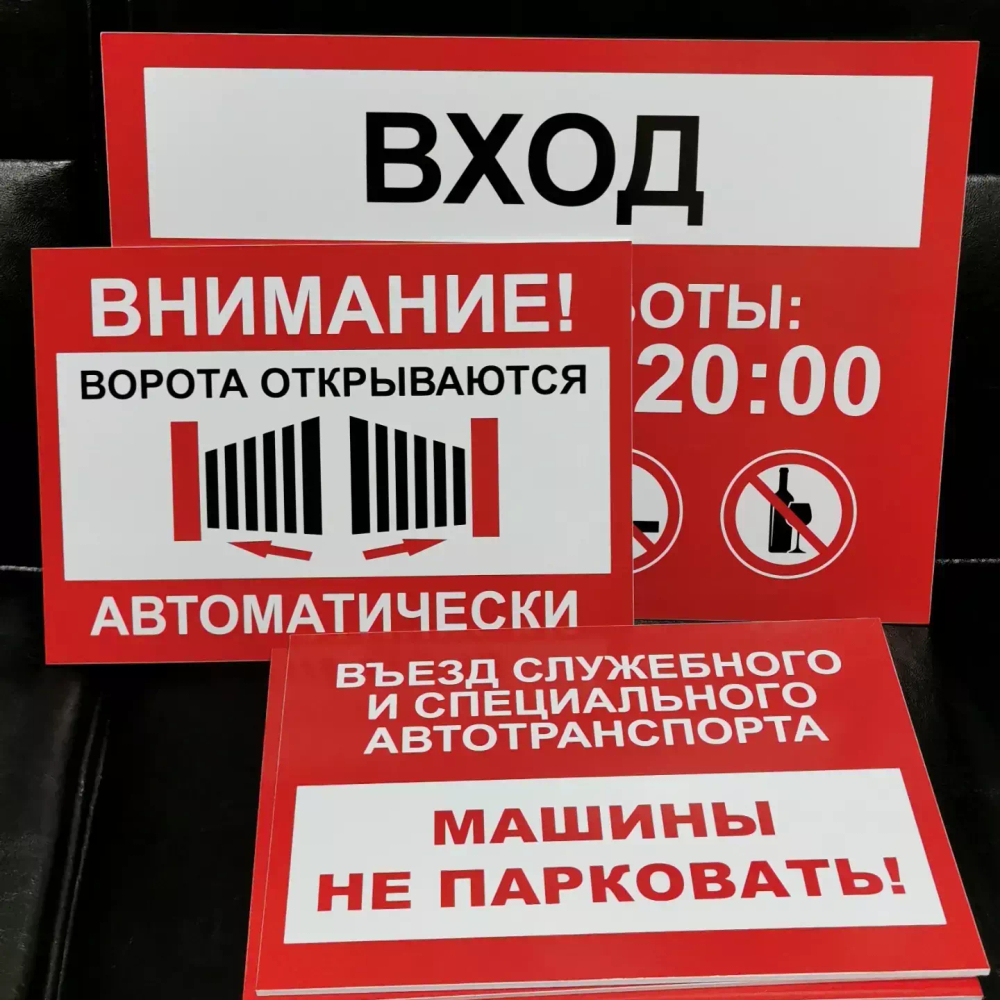 ВХОД
ОТЫ:
20:00
ВНИМАНИЕ!
ВОРОТА ОТКРЫВАЮТСЯ
АВТОМАТИЧЕСКИ
ВЪЕЗД СЛУЖЕБНОГО
И СПЕЦИАЛЬНОГО
АВТОТРАНСПОРТА
МАШИНЫ
НЕ ПАРКОВАТЬ!